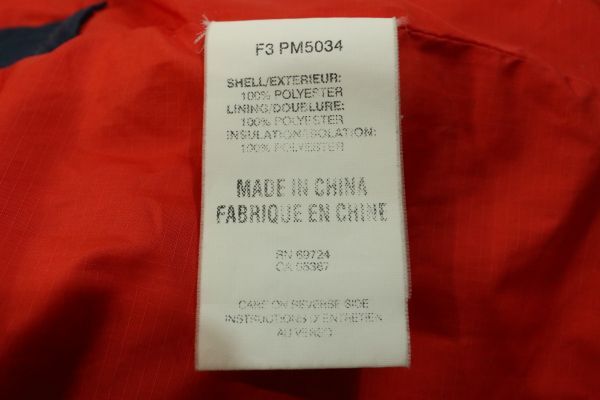 F3 PM5034
SHELL/EXTERIEUR:
100% POLYESTER
LINING/DOUBLURE:
100% POLYESTER
INSULATION/ISOLATION:
100% POLYESTER
MADE IN CHINA
FABRIQUE EN CHINE
RN 69724
CA 05367
CARE ON REVERSE SIDE
INSTRUCTIONS D'ENTRETIEN
AU VERSO